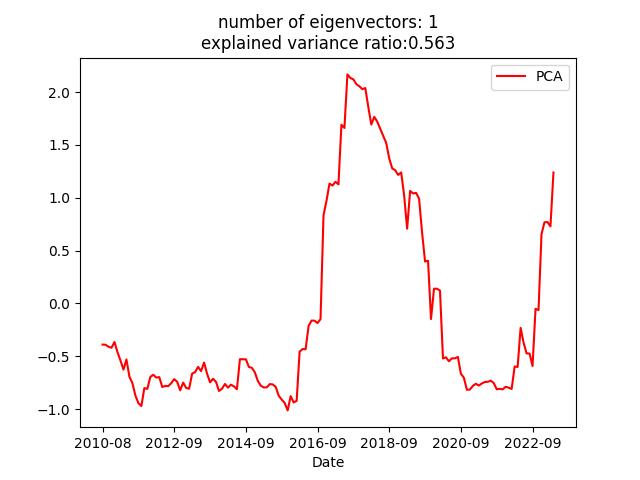 number of eigenvectors: 1
explained variance ratio:0.563
PCA
2.0
1.5
1.0
0.5
0.0
−0.5
−1.0
2010-08 2012-09 2014-09 2016-09 2018-09 2020-09 2022-09
Date